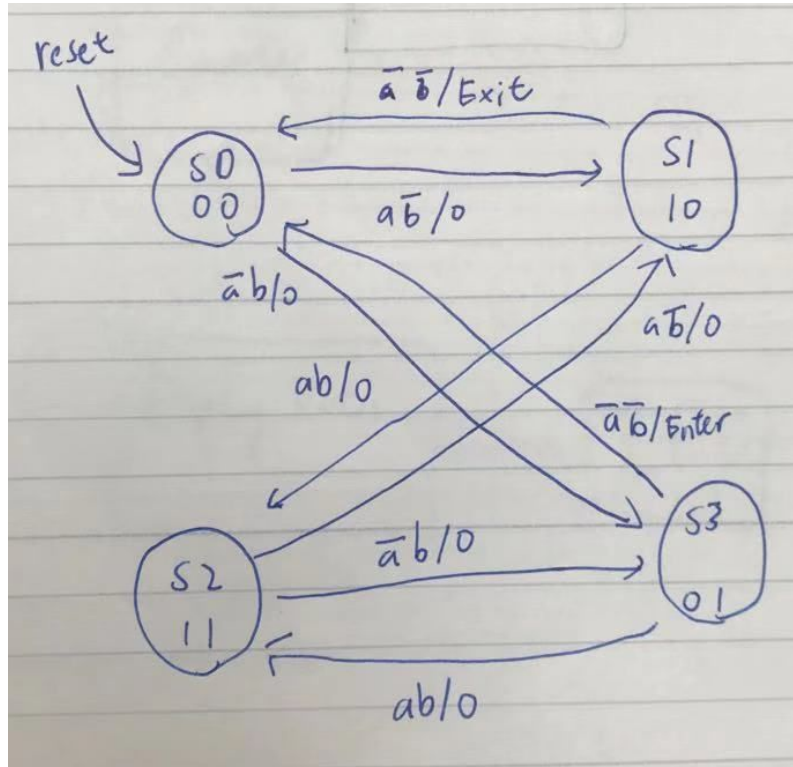 reset
a̅ b̅/Exit
S0
00
S1
10
ab̅/0
a̅b/0
ab̅/0
ab/0
a̅b̅/Enter
S2
11
a̅b/0
S3
01
ab/0